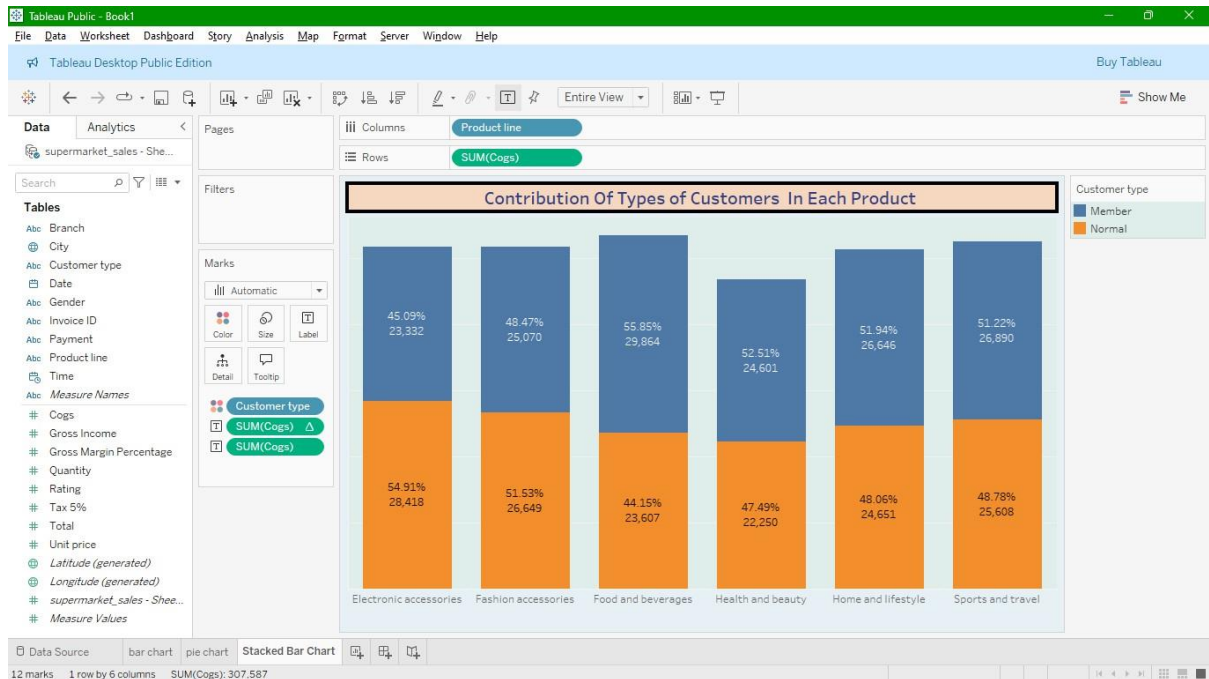 Tableau Public - Book1
File Data Worksheet Dashboard Story Analysis Map Format Server Window Help
Tableau Desktop Public Edition
Buy Tableau
Entire View
Show Me
Data Analytics
supermarket_sales - She...
Search
Tables
Abc Branch
City
Abc Customer type
Date
Abc Gender
Abc Invoice ID
Abc Payment
Abc Product line
Time
Abc Measure Names
# Cogs
# Gross Income
# Gross Margin Percentage
# Quantity
# Rating
# Tax 5%
# Total
# Unit price
Latitude (generated)
Longitude (generated)
# supermarket_sales - Shee...
# Measure Values
Pages
Filters
Marks
Automatic
Color Size Label
Detail Tooltip
Customer type
T SUM(Cogs) Δ
T SUM(Cogs)
iii Columns Product line
Rows SUM(Cogs)
Contribution Of Types of Customers In Each Product
45.09%
23,332
48.47%
25,070
55.85%
29,864
52.51%
24,601
51.94%
26,646
51.22%
26,890
54.91%
28,418
51.53%
26,649
44.15%
23,607
47.49%
22,250
48.06%
24,651
48.78%
25,608
Electronic accessories Fashion accessories Food and beverages Health and beauty Home and lifestyle Sports and travel
Customer type
Member
Normal
Data Source bar chart pie chart Stacked Bar Chart
12 marks 1 row by 6 columns SUM(Cogs): 307,587